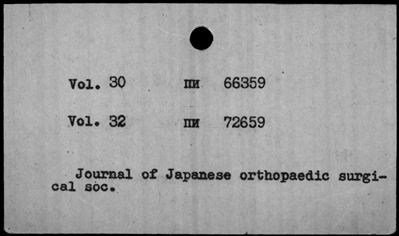 Vol. 30 ПИ 66359
Vol. 32 ПИ 72659
Journal of Japanese orthopaedic surgi-
cal soc.